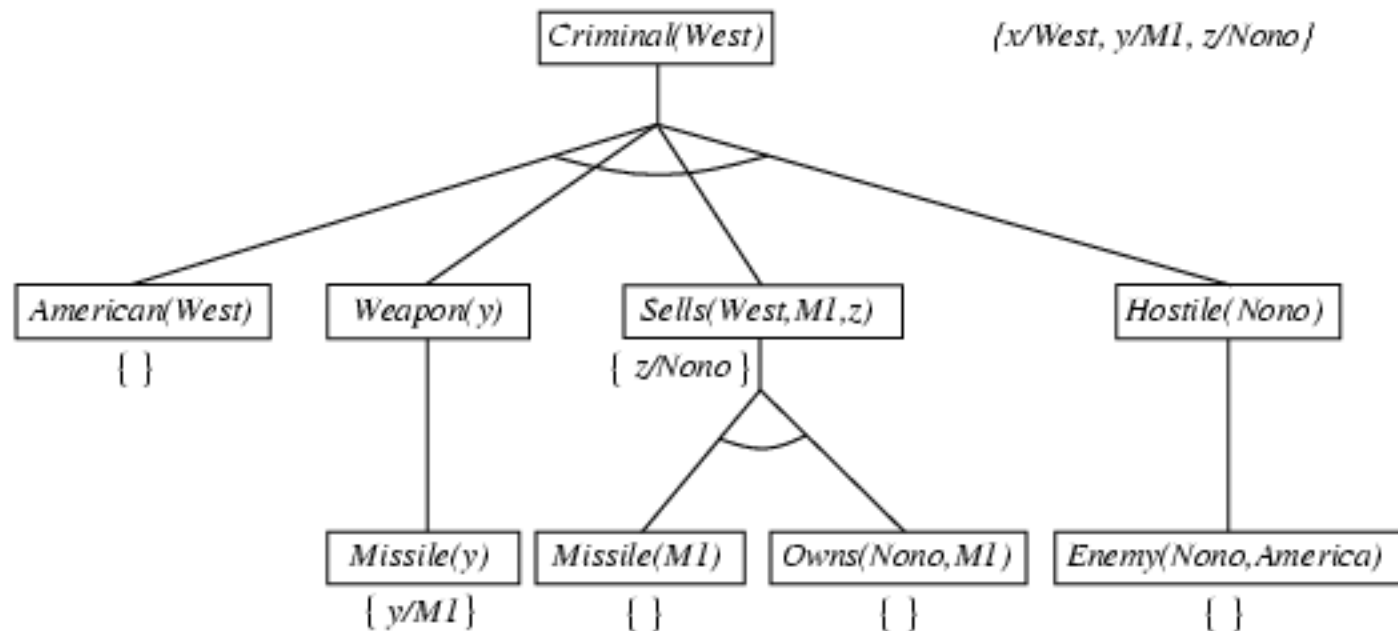 Criminal(West)
{x/West, y/M1, z/Nono}
American(West)
Weapon(y)
Sells(West,M1,z)
Hostile(Nono)
{ }
{ z/Nono }
Missile(y)
Missile(M1)
Owns(Nono,M1)
Enemy(Nono,America)
{ y/M1 }
{ }
{ }
{ }